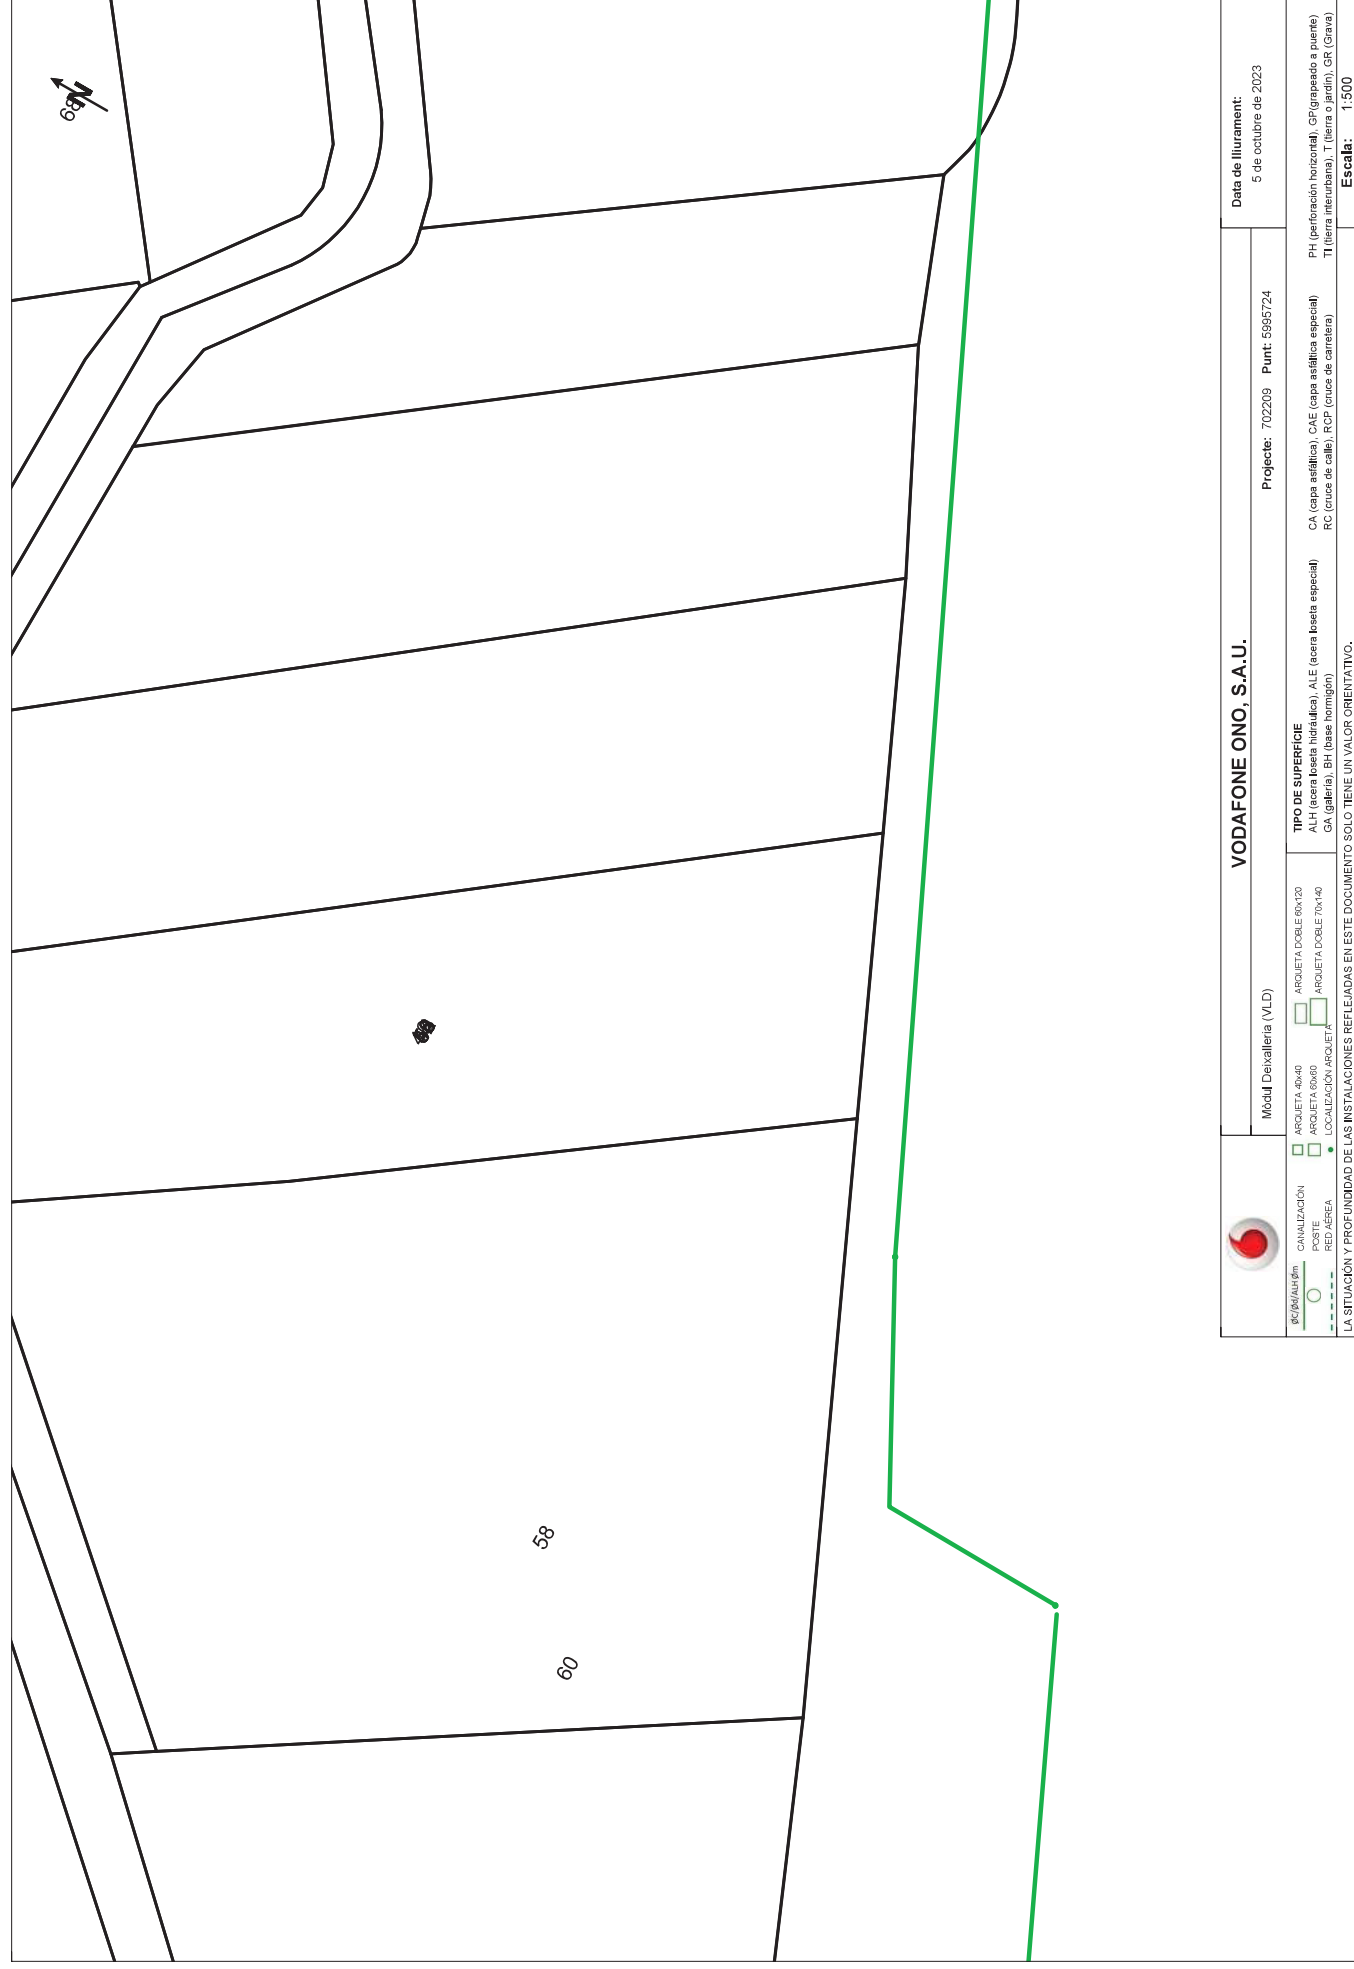 N
68
58
60
VODAFONE ONO, S.A.U.
Data de lliurament:
5 de octubre de 2023
Mòdul Deixalleria (VLD)
Projecte: 702209 Punt: 5995724
ØC/Ød/ALH Øm
CANALIZACIÓN
POSTE
RED AÉREA
ARQUETA 40x40
ARQUETA 60x60
LOCALIZACIÓN ARQUETA
ARQUETA DOBLE 60x120
ARQUETA DOBLE 70x140
TIPO DE SUPERFÍCIE
ALH (acera loseta hidráulica), ALE (acera loseta especial)
GA (galería), BH (base hormigón)
CA (capa asfáltica), CAE (capa asfáltica especial)
RC (cruce de calle), RCP (cruce de carretera)
PH (perforación horizontal), GP(grapeado a puente)
TI (tierra interurbana), T (tierra o jardín), GR (Grava)
LA SITUACIÓN Y PROFUNDIDAD DE LAS INSTALACIONES REFLEJADAS EN ESTE DOCUMENTO SOLO TIENE UN VALOR ORIENTATIVO.
Escala: 1:500